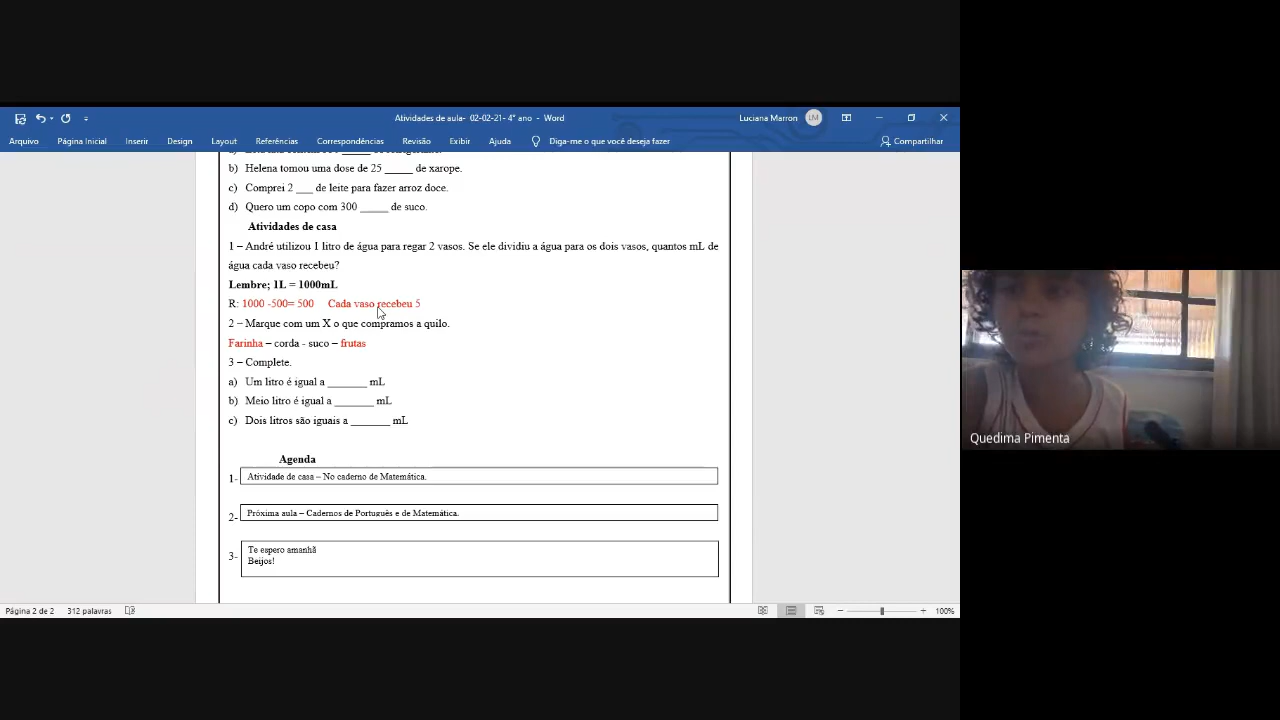 Atividades de aula- 02-02-21- 4° ano - Word
Luciana Marron
LM
Arquivo Página Inicial Inserir Design Layout Referências Correspondências Revisão Exibir Ajuda Diga-me o que você deseja fazer Compartilhar
b) Helena tomou uma dose de 25 _____ de xarope.
c) Comprei 2 ___ de leite para fazer arroz doce.
d) Quero um copo com 300 _____ de suco.
Atividades de casa
1 – André utilizou 1 litro de água para regar 2 vasos. Se ele dividiu a água para os dois vasos, quantos mL de
água cada vaso recebeu?
Lembre; 1L = 1000mL
R: 1000 -500= 500 Cada vaso recebeu 5
2 – Marque com um X o que compramos a quilo.
Farinha – corda - suco – frutas
3 – Complete.
a) Um litro é igual a _______ mL
b) Meio litro é igual a _______ mL
c) Dois litros são iguais a _______ mL
Agenda
1- Atividade de casa – No caderno de Matemática.
2- Próxima aula – Cadernos de Português e de Matemática.
3- Te espero amanhã
Beijos!
Página 2 de 2 312 palavras 100%
Quedima Pimenta